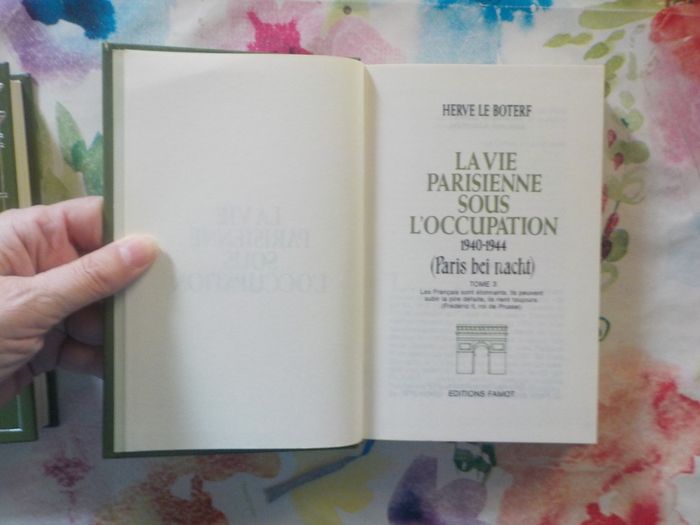 HERVE LE BOTERF
LA VIE
PARISIENNE
SOUS
L'OCCUPATION
1940-1944
(Paris bei nacht)
TOME 3
Les Français sont étonnants, ils peuvent
subir la pire défaite, ils rient toujours.
(Frédéric II, roi de Prusse)
EDITIONS FAMOT